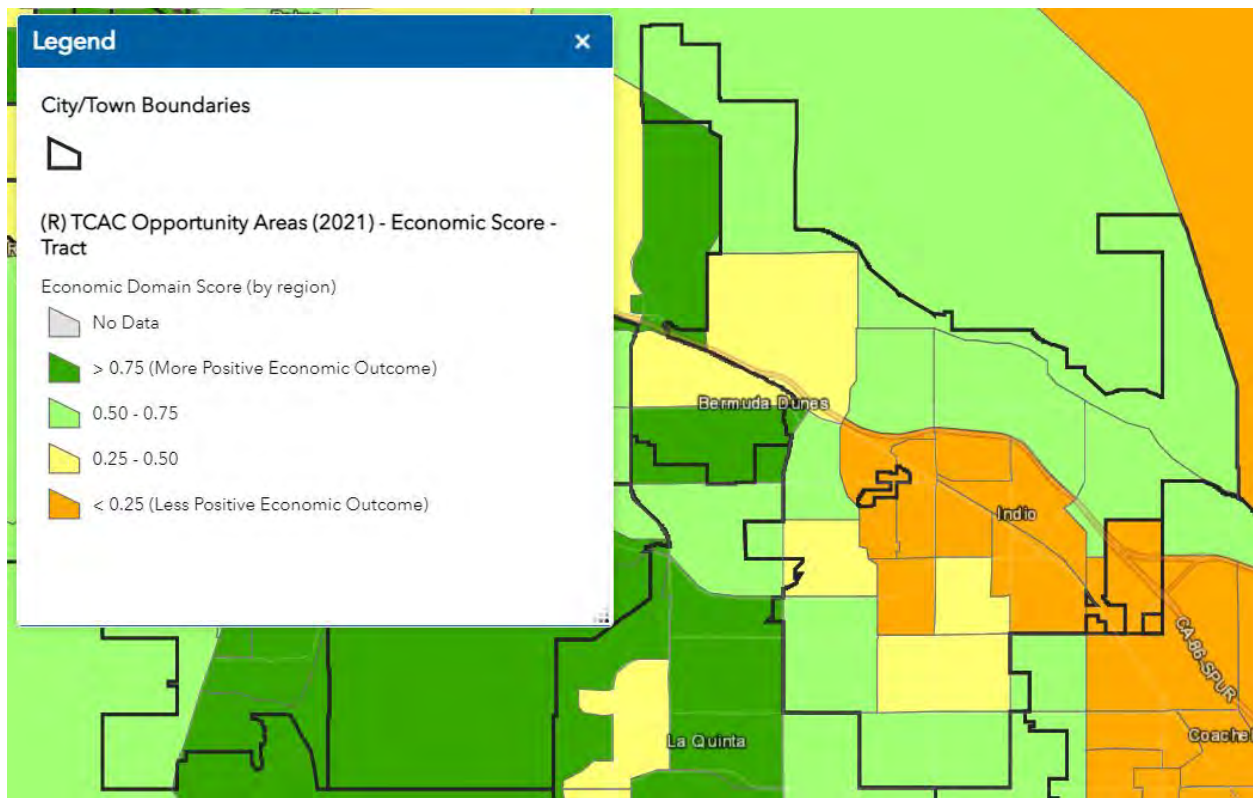 Legend
City/Town Boundaries
(R) TCAC Opportunity Areas (2021) - Economic Score -
Tract
Economic Domain Score (by region)
No Data
> 0.75 (More Positive Economic Outcome)
0.50 - 0.75
0.25 - 0.50
< 0.25 (Less Positive Economic Outcome)
Bermuda Dunes
Indio
CA-86-SPUR
La Quinta
Coachel